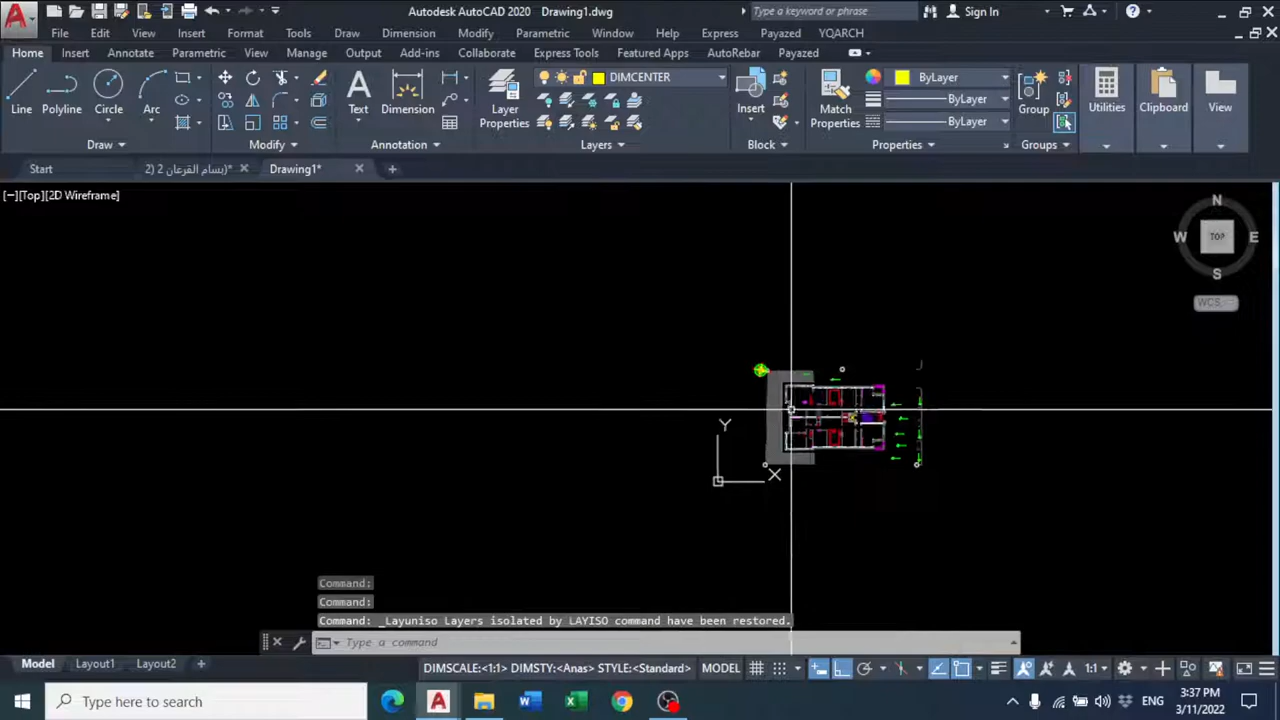 Autodesk AutoCAD 2020 Drawing1.dwg
Type a keyword or phrase
Sign In
File Edit View Insert Format Tools Draw Dimension Modify Parametric Window Help Express Payazed YQARCH
Home Insert Annotate Parametric View Manage Output Add-ins Collaborate Express Tools Featured Apps AutoRebar Payazed
Line Polyline Circle Arc
Text Dimension
Layer Properties
DIMCENTER
Insert
Match Properties
ByLayer
ByLayer
ByLayer
Group
Utilities
Clipboard
View
Draw Modify Annotation Layers Block Properties Groups
Start
بسام القرعان 2 (2)*
Drawing1*
[−][Top][2D Wireframe]
N
W TOP E
S
WCS
Y
X
Command:
Command:
Command: _Layuniso Layers isolated by LAYISO command have been restored.
Type a command
Model Layout1 Layout2
DIMSCALE:<1:1> DIMSTY:<Anas> STYLE:<Standard>
MODEL
1:1
Type here to search
ENG
3:37 PM
3/11/2022